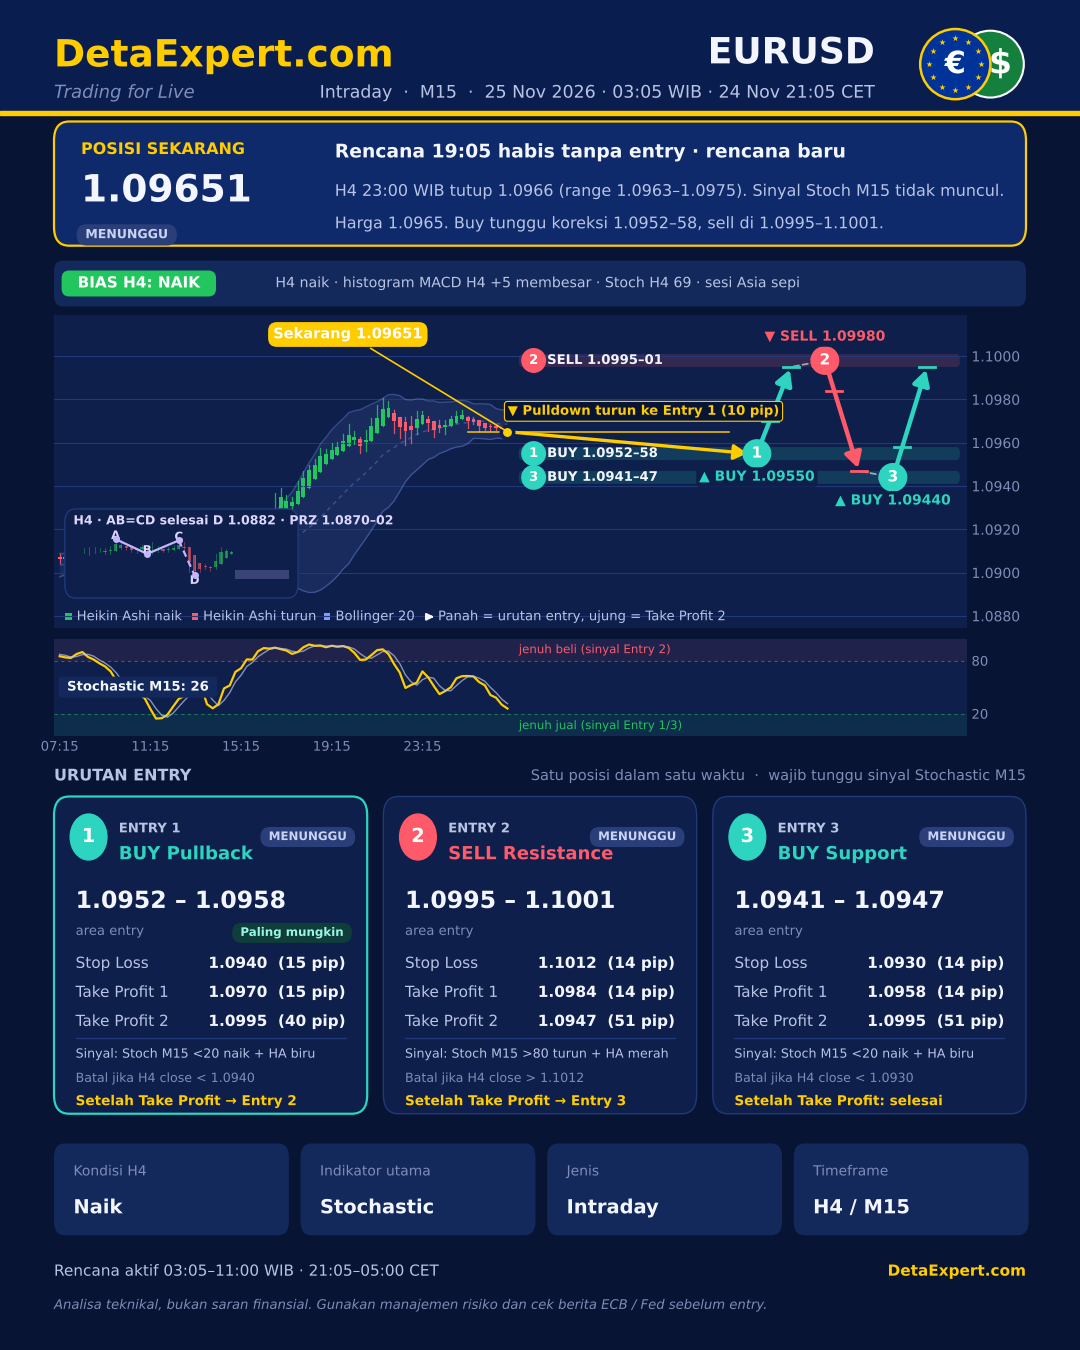 DetaExpert.com
EURUSD
€ $
Trading for Live
Intraday · M15 · 25 Nov 2026 · 03:05 WIB · 24 Nov 21:05 CET
POSISI SEKARANG
1.09651
MENUNGGU
Rencana 19:05 habis tanpa entry · rencana baru
H4 23:00 WIB tutup 1.0966 (range 1.0963–1.0975). Sinyal Stoch M15 tidak muncul.
Harga 1.0965. Buy tunggu koreksi 1.0952–58, sell di 1.0995–1.1001.
BIAS H4: NAIK
H4 naik · histogram MACD H4 +5 membesar · Stoch H4 69 · sesi Asia sepi
Sekarang 1.09651
▼ SELL 1.09980
2 SELL 1.0995–01
2
▼ Pulldown turun ke Entry 1 (10 pip)
1 BUY 1.0952–58
1
3 BUY 1.0941–47
▲ BUY 1.09550
3
▲ BUY 1.09440
1.1000
1.0980
1.0960
1.0940
1.0920
1.0900
1.0880
H4 · AB=CD selesai D 1.0882 · PRZ 1.0870–02
A
B
C
D
Heikin Ashi naik
Heikin Ashi turun
Bollinger 20
Panah = urutan entry, ujung = Take Profit 2
jenuh beli (sinyal Entry 2)
80
Stochastic M15: 26
20
jenuh jual (sinyal Entry 1/3)
07:15 11:15 15:15 19:15 23:15
URUTAN ENTRY
Satu posisi dalam satu waktu · wajib tunggu sinyal Stochastic M15
1
ENTRY 1
MENUNGGU
BUY Pullback
1.0952 – 1.0958
area entry
Paling mungkin
Stop Loss 1.0940 (15 pip)
Take Profit 1 1.0970 (15 pip)
Take Profit 2 1.0995 (40 pip)
Sinyal: Stoch M15 <20 naik + HA biru
Batal jika H4 close < 1.0940
Setelah Take Profit → Entry 2
2
ENTRY 2
MENUNGGU
SELL Resistance
1.0995 – 1.1001
area entry
Stop Loss 1.1012 (14 pip)
Take Profit 1 1.0984 (14 pip)
Take Profit 2 1.0947 (51 pip)
Sinyal: Stoch M15 >80 turun + HA merah
Batal jika H4 close > 1.1012
Setelah Take Profit → Entry 3
3
ENTRY 3
MENUNGGU
BUY Support
1.0941 – 1.0947
area entry
Stop Loss 1.0930 (14 pip)
Take Profit 1 1.0958 (14 pip)
Take Profit 2 1.0995 (51 pip)
Sinyal: Stoch M15 <20 naik + HA biru
Batal jika H4 close < 1.0930
Setelah Take Profit: selesai
Kondisi H4
Naik
Indikator utama
Stochastic
Jenis
Intraday
Timeframe
H4 / M15
Rencana aktif 03:05–11:00 WIB · 21:05–05:00 CET
DetaExpert.com
Analisa teknikal, bukan saran finansial. Gunakan manajemen risiko dan cek berita ECB / Fed sebelum entry.